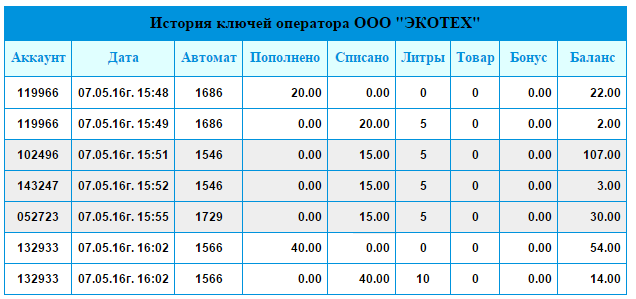 История ключей оператора ООО "ЭКОТЕХ"
Аккаунт Дата Автомат Пополнено Списано Литры Товар Бонус Баланс
119966 07.05.16г. 15:48 1686 20.00 0.00 0 0 0.00 22.00
119966 07.05.16г. 15:49 1686 0.00 20.00 5 0 0.00 2.00
102496 07.05.16г. 15:51 1546 0.00 15.00 5 0 0.00 107.00
143247 07.05.16г. 15:52 1546 0.00 15.00 5 0 0.00 3.00
052723 07.05.16г. 15:55 1729 0.00 15.00 5 0 0.00 30.00
132933 07.05.16г. 16:02 1566 40.00 0.00 0 0 0.00 54.00
132933 07.05.16г. 16:02 1566 0.00 40.00 10 0 0.00 14.00